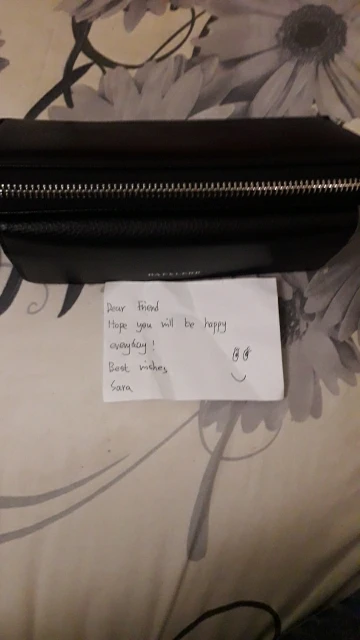 Dear Friend
Hope you will be happy
everyday!
Best wishes
Sara